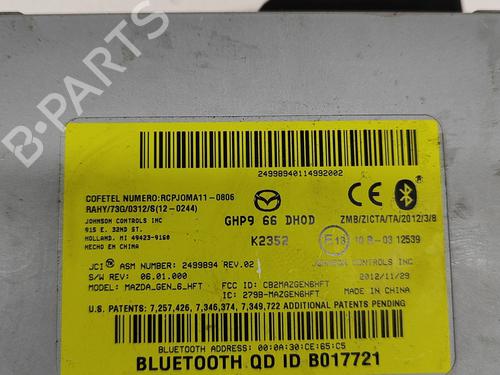 B-PARTS
24998940114992002
COFETEL NUMERO:RCPJOMA11-0806
RAHY/73G/0312/S(12-0244)
JOHNSON CONTROLS INC
915 E. 32ND ST.
HOLLAND, MI 49423-9160
HECHO EN CHINA
GHP9 66 DH0D
K2352
CE
ZMB/ZICTA/TA/2012/3/8
E13 10 R-03 12539
JCI ASM NUMBER: 2499894 REV.02
S/W REV: 06.01.000
MODEL: MAZDA_GEN_6_HFT
FCC ID: CB2MAZGEN6HFT
IC: 279B-MAZGEN6HFT
JOHNSON CONTROLS INC
2012/11/29
MADE IN CHINA
U.S. PATENTS; 7,257,426, 7,346,374, 7,349,722 ADDITIONAL PATENTS PENDING
BLUETOOTH ADDRESS: 00:0A:30:CE:65:C5
BLUETOOTH QD ID B017721